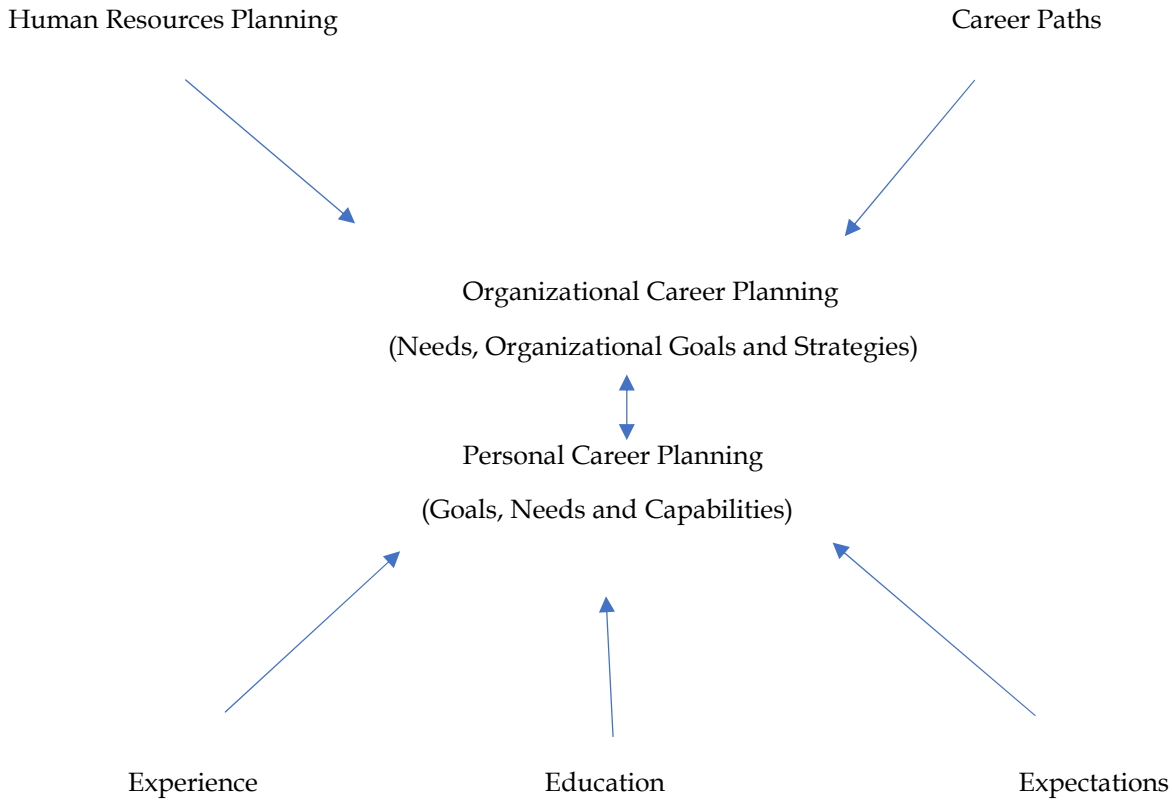 Human Resources Planning
Career Paths
Organizational Career Planning
(Needs, Organizational Goals and Strategies)
Personal Career Planning
(Goals, Needs and Capabilities)
Experience
Education
Expectations